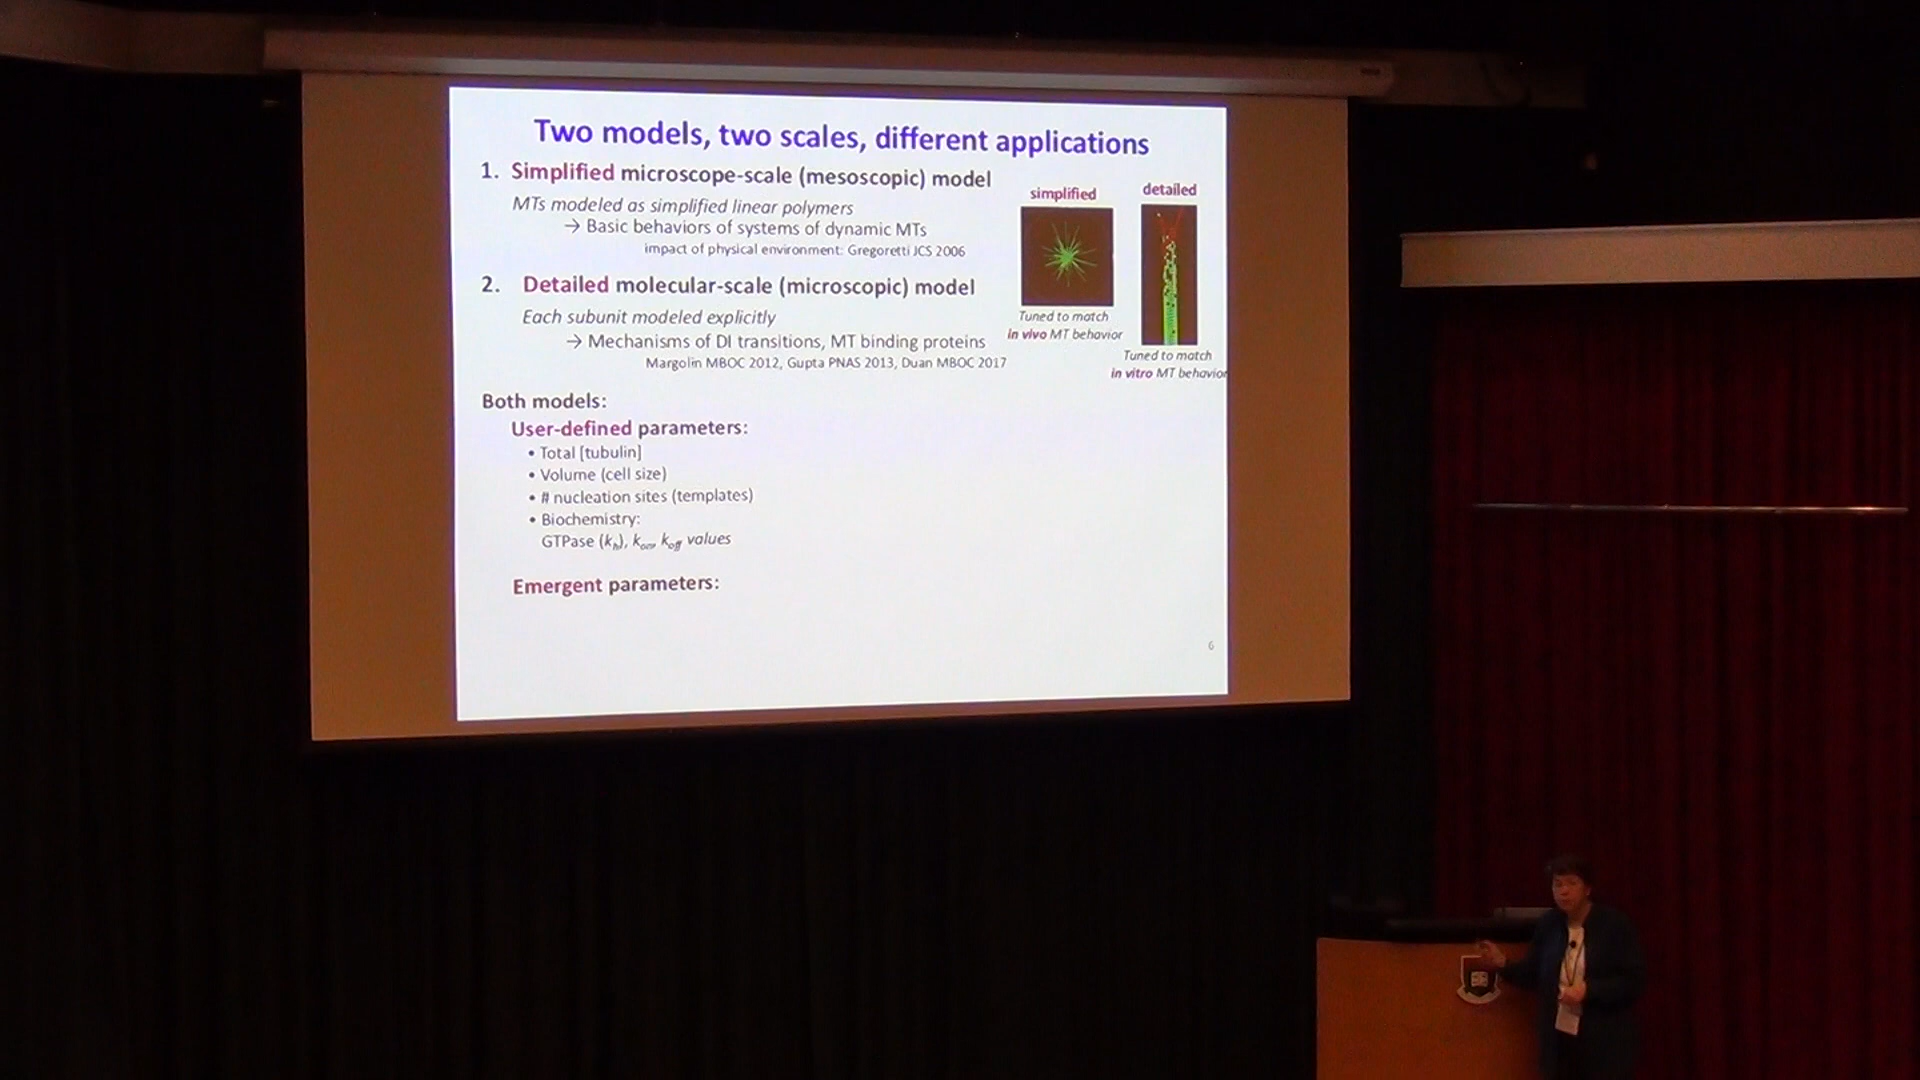 Two models, two scales, different applications
1. Simplified microscope-scale (mesoscopic) model
MTs modeled as simplified linear polymers
→ Basic behaviors of systems of dynamic MTs
impact of physical environment: Gregoretti JCS 2006
2. Detailed molecular-scale (microscopic) model
Each subunit modeled explicitly
→ Mechanisms of DI transitions, MT binding proteins
Margolin MBOC 2012, Gupta PNAS 2013, Duan MBOC 2017
simplified
Tuned to match
in vivo MT behavior
detailed
Tuned to match
in vitro MT behavior
Both models:
User-defined parameters:
• Total [tubulin]
• Volume (cell size)
• # nucleation sites (templates)
• Biochemistry:
GTPase (kh), kon, koff values
Emergent parameters:
6